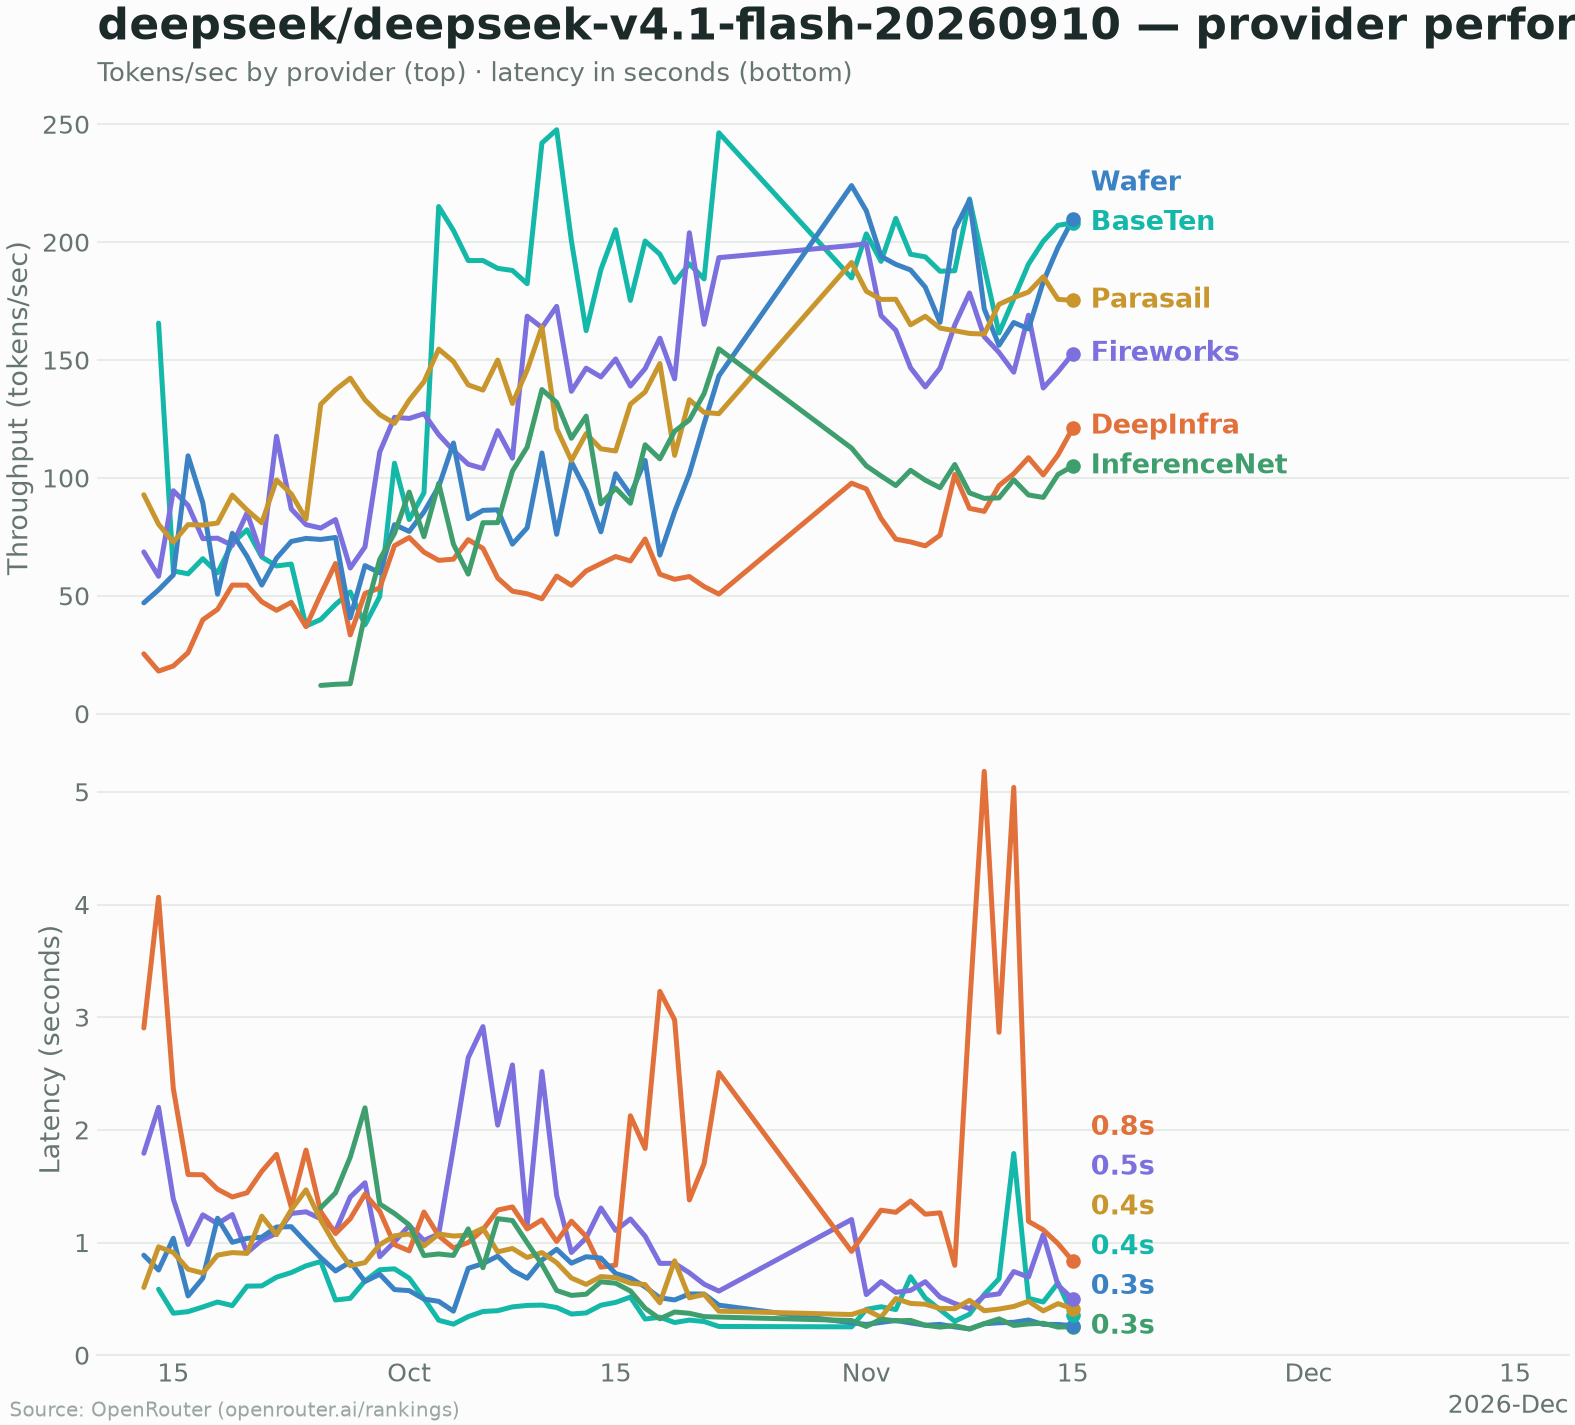 deepseek/deepseek-v4.1-flash-20260910 — provider perfor
Tokens/sec by provider (top) · latency in seconds (bottom)
250
200
150
100
50
0
Throughput (tokens/sec)
Wafer
BaseTen
Parasail
Fireworks
DeepInfra
InferenceNet
5
4
3
2
1
0
Latency (seconds)
0.8s
0.5s
0.4s
0.4s
0.3s
0.3s
15
Oct
15
Nov
15
Dec
15
2026-Dec
Source: OpenRouter (openrouter.ai/rankings)